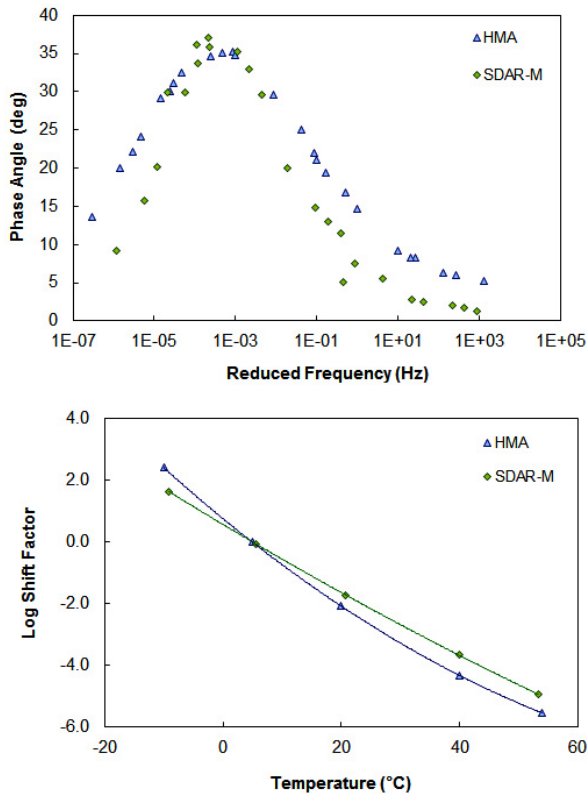 40
35
30
25
20
15
10
5
0
Phase Angle (deg)
HMA
SDAR-M
1E-07 1E-05 1E-03 1E-01 1E+01 1E+03 1E+05
Reduced Frequency (Hz)
4.0
2.0
0.0
-2.0
-4.0
-6.0
Log Shift Factor
HMA
SDAR-M
-20 0 20 40 60
Temperature (°C)